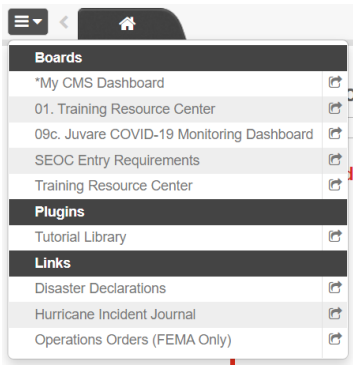 Boards
*My CMS Dashboard
01. Training Resource Center
09c. Juvare COVID-19 Monitoring Dashboard
SEOC Entry Requirements
Training Resource Center
Plugins
Tutorial Library
Links
Disaster Declarations
Hurricane Incident Journal
Operations Orders (FEMA Only)